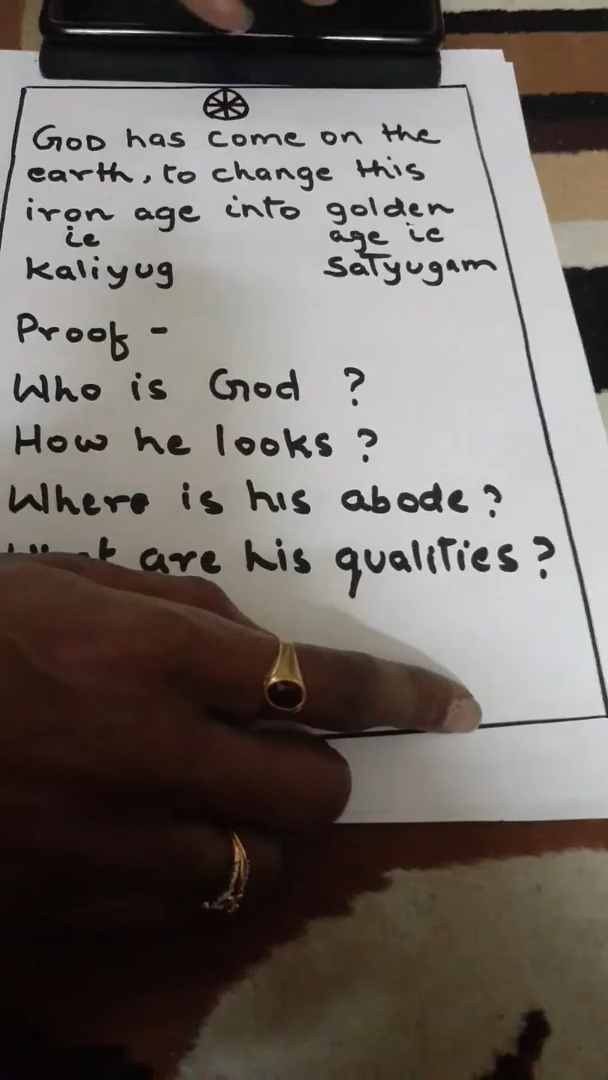 GOD has come on the
earth, to change this
iron age into golden
ie age ie
Kaliyug Satyugam
Proof -
Who is God ?
How he looks ?
Where is his abode ?
are his qualities ?